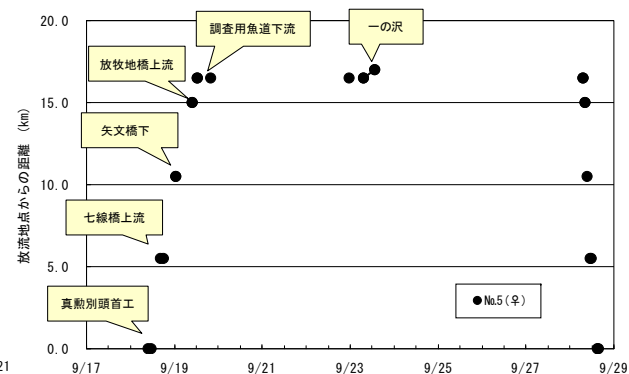 放流地点からの距離 (km)
20.0
15.0
10.0
5.0
0.0
調査用魚道下流
一の沢
放牧地橋上流
矢文橋下
七線橋上流
真勲別頭首工
●No.5(♀)
9/17 9/19 9/21 9/23 9/25 9/27 9/29
21